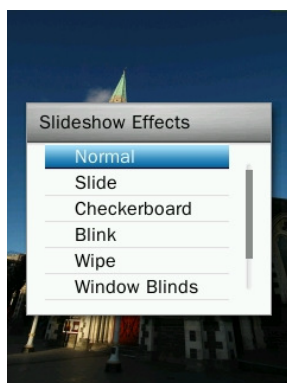 Slideshow Effects
Normal
Slide
Checkerboard
Blink
Wipe
Window Blinds